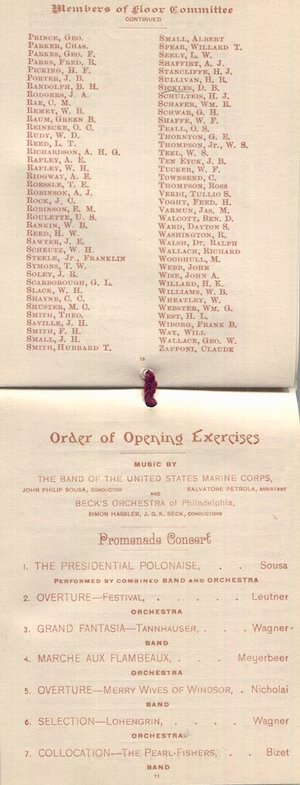 Members of Floor Committee
CONTINUED
PRINCE, GEO.
PARKER, CHAS.
PARKES, GEO. F.
PARKS, FRED. R.
PICKING, H. F.
PORTER, J. B.
RANDOLPH, B. H.
RODGERS, J. A.
RAE, C. M.
REMEY, W. B.
RAUM, GREEN B.
REINECKE, O. C.
RUDY, W. D.
REED, L. T.
RICHARDSON, A. H. G.
RAPLEY, A. E.
RAPLEY, W. H.
RIDGWAY, A. E.
ROESSLE, T. E.
ROBINSON, A. J.
ROCK, J. C.
ROBINSON, E. M.
ROULETTE, U. S.
RANKIN, W. B.
REED, H. W.
SAWTER, J. E.
SCHEUTZ, W. H.
STEELE, JR., FRANKLIN
SYMONS, T. W.
SOLEY, J. R.
SCARBOROUGH, G. L.
SLACK, W. H.
SHAYNE, C. C.
SHUSTER, M. C.
SMITH, THEO.
SAVILLE, J. H.
SMITH, F. H.
SMALL, J. H.
SMITH, HUBBARD T.
SMALL, ALBERT
SPEAR, WILLARD T.
SEELY, L. W.
SHAFFIRT, A. J.
STANCLIFFE, H. J.
SULLIVAN, H. R.
SICKLES, D. B.
SCHULTEIS, H. J.
SCHAFER, WM. R.
SCHWAB, G. H.
SHAFFE, W. F.
TEALL, O. S.
THORNTON, G. E.
THOMPSON, JR., W. S.
TEEL, W. S.
TEN EYCK, J. B.
TUCKER, W. F.
TOWNSEND, C.
THOMPSON, ROSS
VERDI, TULLIO S.
VOGHT, FRED. H.
VARMUN, JAS. M.
WALCOTT, BEN. D.
WARD, DAYTON S.
WASHINGTON, R.
WALSH, DR. RALPH
WALLACH, RICHARD
WOODHULL, M.
WEBB, JOHN
WISE, JOHN A.
WILLARD, H. K.
WILLIAMS, W. B.
WHEATLEY, W.
WEBSTER, WM. G.
WEST, H. L.
WIBORG, FRANK B.
WAY, WILL
WALLACE, GEO. W.
ZAPPONI, CLAUDE
Order of Opening Exercises
MUSIC BY
THE BAND OF THE UNITED STATES MARINE CORPS,
JOHN PHILIP SOUSA, CONDUCTOR SALVATORE PETROLA, ASSISTANT
AND
BECK'S ORCHESTRA of Philadelphia,
SIMON HASSLER, J. G. S. BECK, CONDUCTORS
Promenade Concert
1. THE PRESIDENTIAL POLONAISE, . . Sousa
PERFORMED BY COMBINED BAND AND ORCHESTRA
2. OVERTURE—FESTIVAL, . . . . . Leutner
ORCHESTRA
3. GRAND FANTASIA—TANNHAUSER, . . . Wagner
BAND
4. MARCHE AUX FLAMBEAUX, . . . Meyerbeer
ORCHESTRA
5. OVERTURE—MERRY WIVES OF WINDSOR, . Nicholai
BAND
6. SELECTION—LOHENGRIN, . . . . Wagner
ORCHESTRA
7. COLLOCATION—THE PEARL-FISHERS, . . Bizet
BAND
11